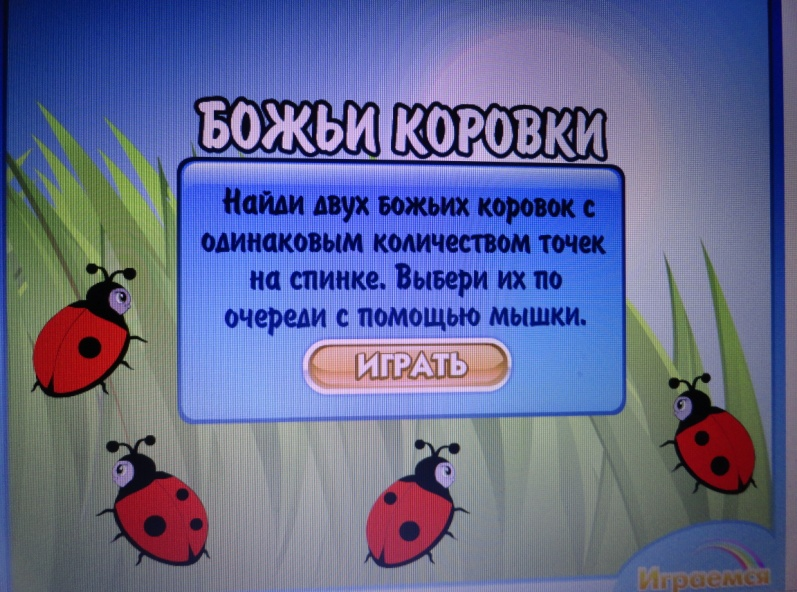 БОЖЬИ КОРОВКИ
Найди двух божьих коровок с
одинаковым количеством точек
на спинке. Выбери их по
очереди с помощью мышки.
ИГРАТЬ
Играемся